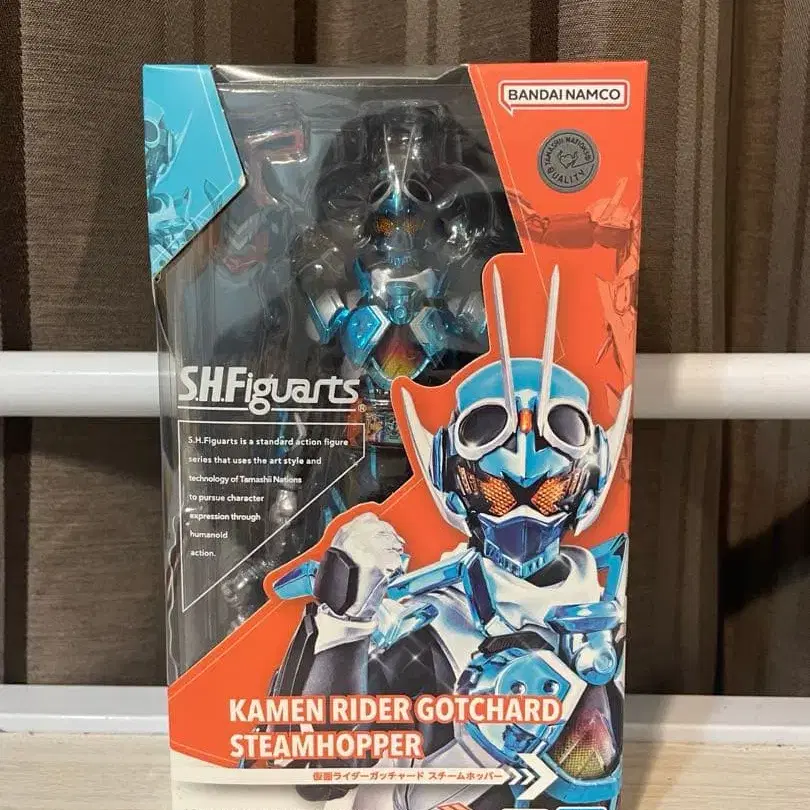 BANDAI NAMCO
TAMASHII NATIONS
QUALITY
S.H.Figuarts®
S.H.Figuarts is a standard action figure
series that uses the art style and
technology of Tamashii Nations
to pursue character
expression through
humanoid
action.
KAMEN RIDER GOTCHARD
STEAMHOPPER
仮面ライダーガッチャード スチームホッパー